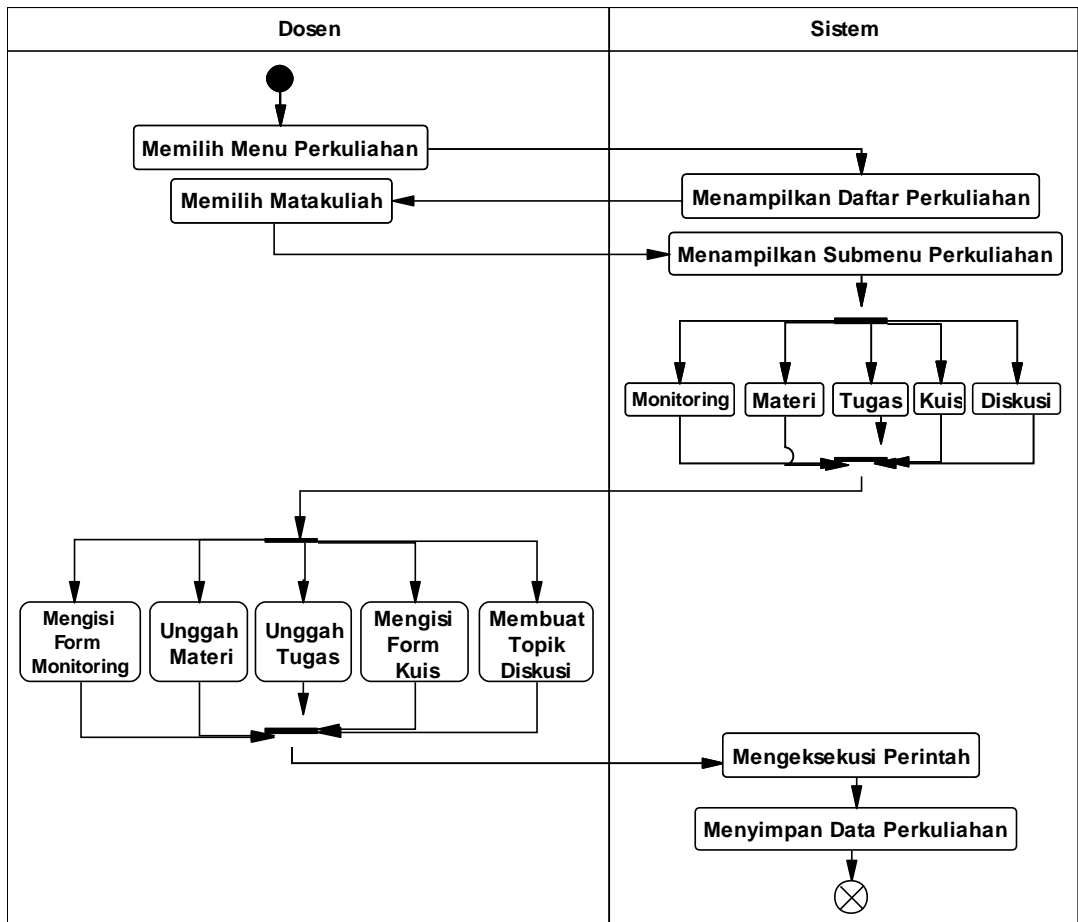 Dosen
Sistem
Memilih Menu Perkuliahan
Memilih Matakuliah
Menampilkan Daftar Perkuliahan
Menampilkan Submenu Perkuliahan
Monitoring
Materi
Tugas
Kuis
Diskusi
Mengisi
Form
Monitoring
Unggah
Materi
Unggah
Tugas
Mengisi
Form
Kuis
Membuat
Topik
Diskusi
Mengeksekusi Perintah
Menyimpan Data Perkuliahan